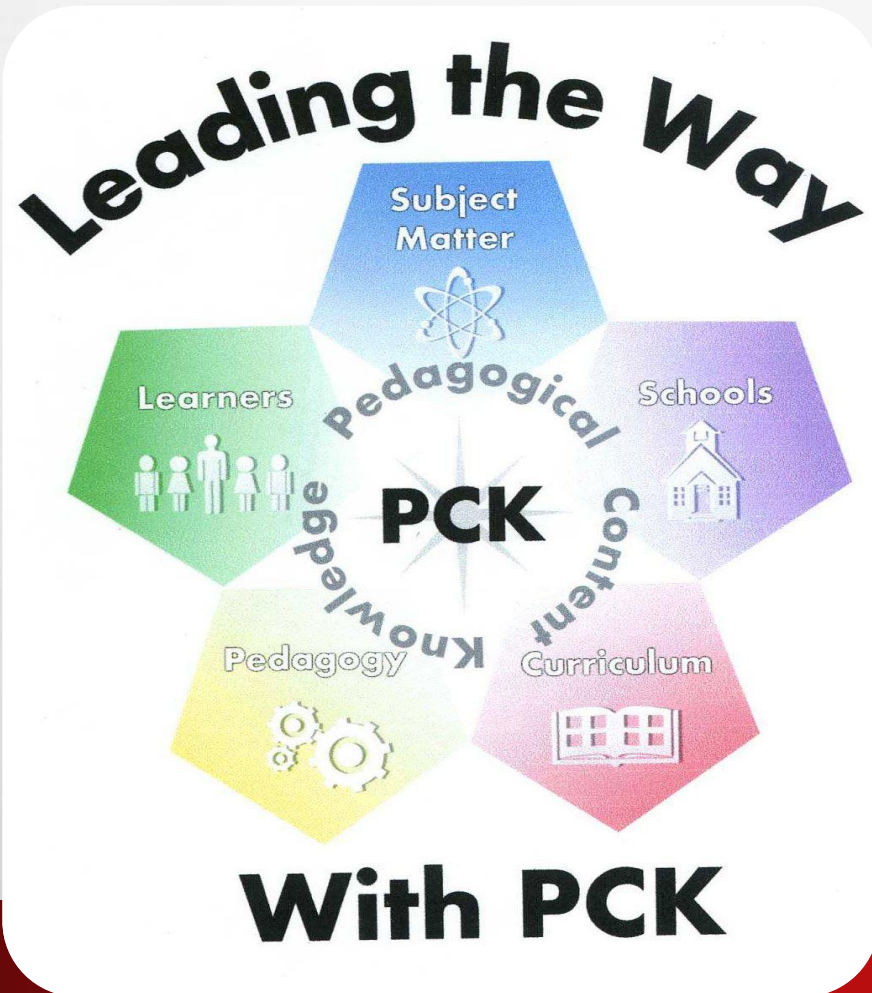 Leading the Way
Subject
Matter
Learners
Schools
Pedagogical
Content
Knowledge
PCK
Pedagogy
Curriculum
With PCK